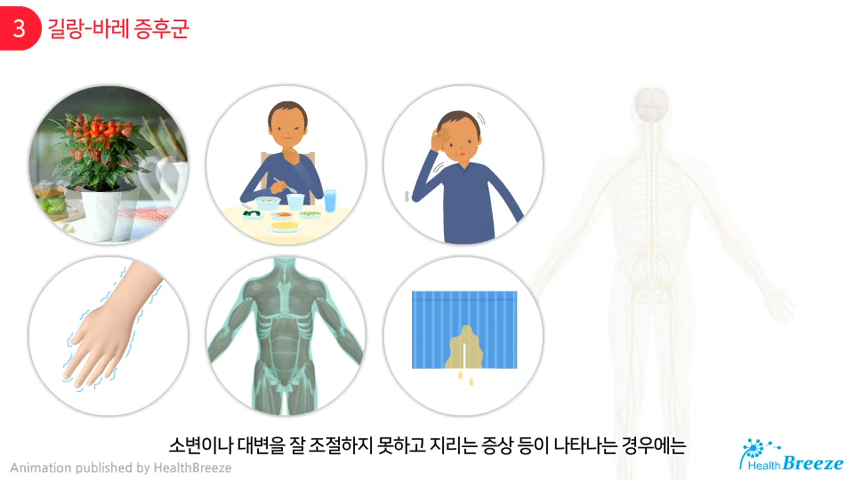 3 길랑-바레 증후군
소변이나 대변을 잘 조절하지 못하고 지리는 증상 등이 나타나는 경우에는
Animation published by HealthBreeze
Health Breeze